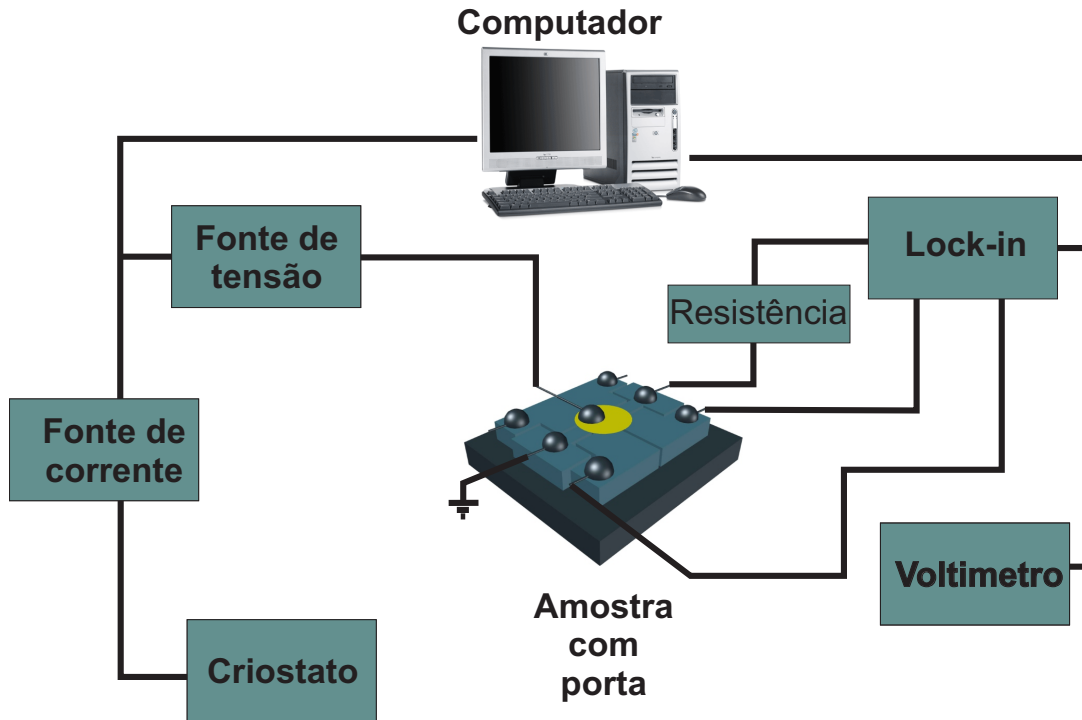 Computador
Fonte de
tensão
Lock-in
Resistência
Fonte de
corrente
Voltimetro
Amostra
com
porta
Criostato